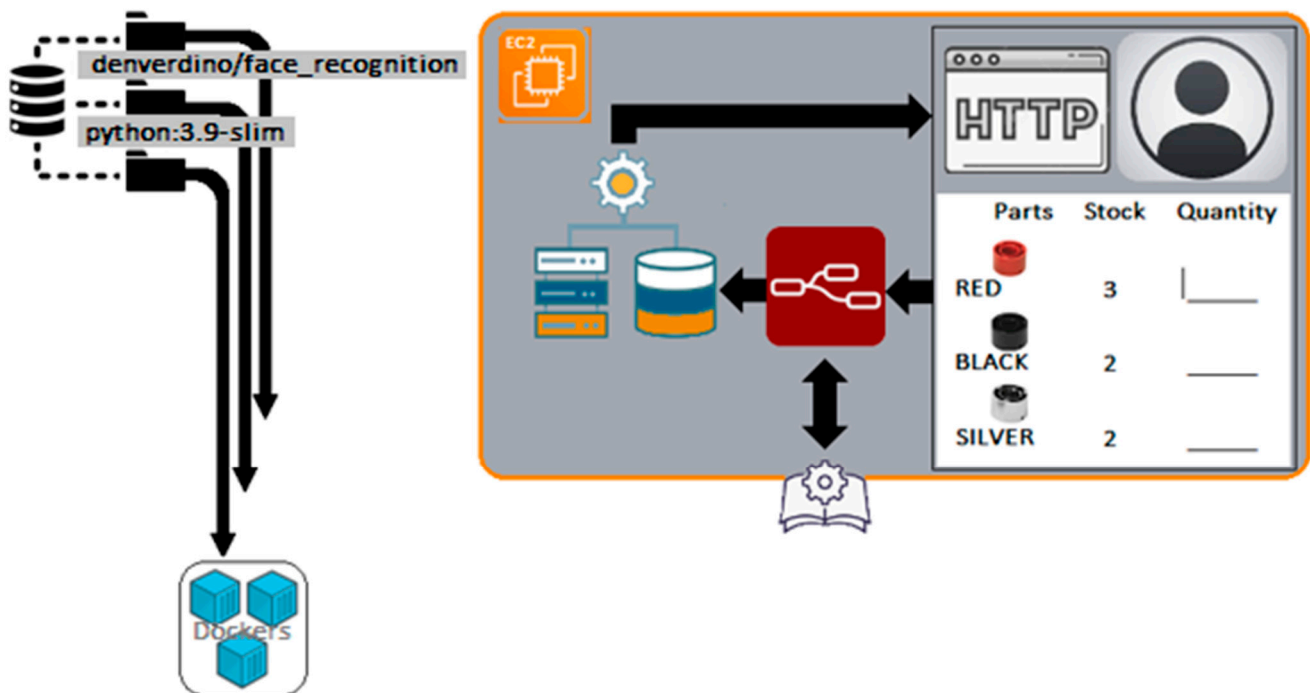 denverdino/face_recognition
python:3.9-slim
Dockers
EC2
HTTP
Parts Stock Quantity
RED 3
BLACK 2
SILVER 2